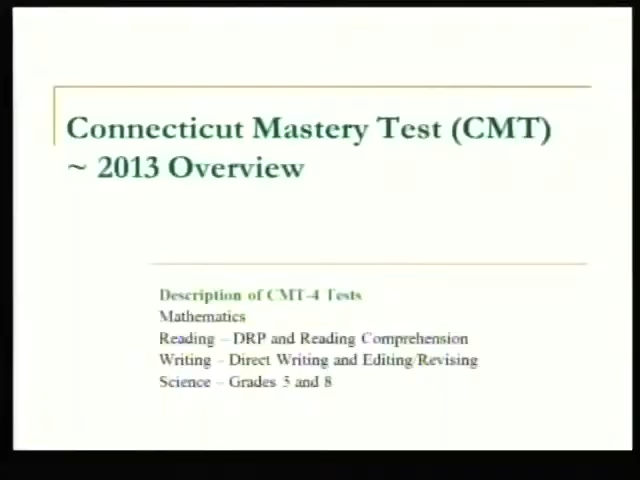 Connecticut Mastery Test (CMT)
~ 2013 Overview
Description of CMT-4 Tests
Mathematics
Reading – DRP and Reading Comprehension
Writing – Direct Writing and Editing/Revising
Science – Grades 5 and 8